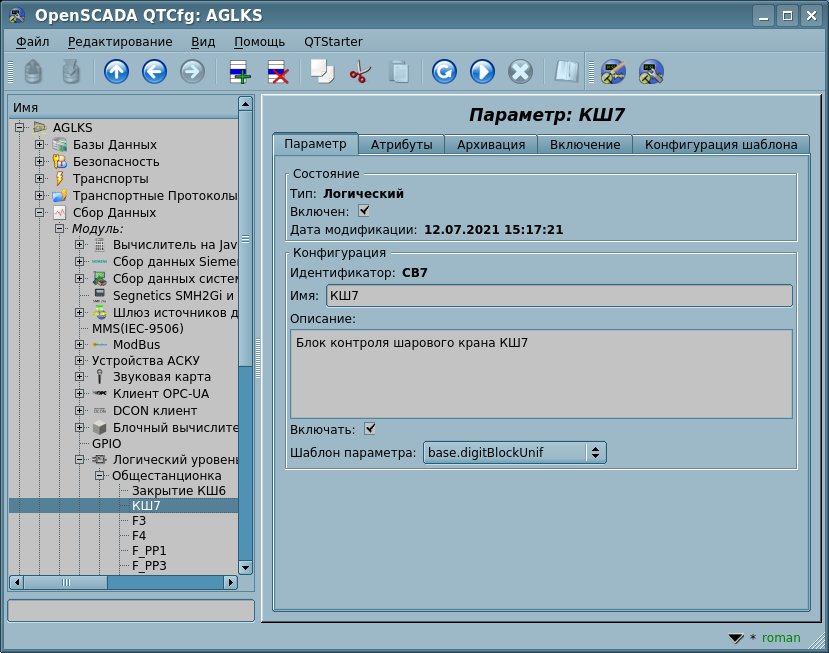 OpenSCADA QTCfg: AGLKS
Файл Редактирование Вид Помощь QTStarter
Имя
AGLKS
Базы Данных
Безопасность
Транспорты
Транспортные Протоколы
Сбор Данных
Модуль:
Вычислитель на Jav
Сбор данных Siemen
Сбор данных систем
Segnetics SMH2Gi и
Шлюз источников д
MMS(IEC-9506)
ModBus
Устройства АСКУ
Звуковая карта
Клиент OPC-UA
DCON клиент
Блочный вычислите
GPIO
Логический уровень
Общестанционка
Закрытие КШ6
КШ7
F3
F4
F_PP1
F_PP3
Параметр: КШ7
Параметр Атрибуты Архивация Включение Конфигурация шаблона
Состояние
Тип: Логический
Включен:
Дата модификации: 12.07.2021 15:17:21
Конфигурация
Идентификатор: CB7
Имя: КШ7
Описание:
Блок контроля шарового крана КШ7
Включать:
Шаблон параметра: base.digitBlockUnif
* roman